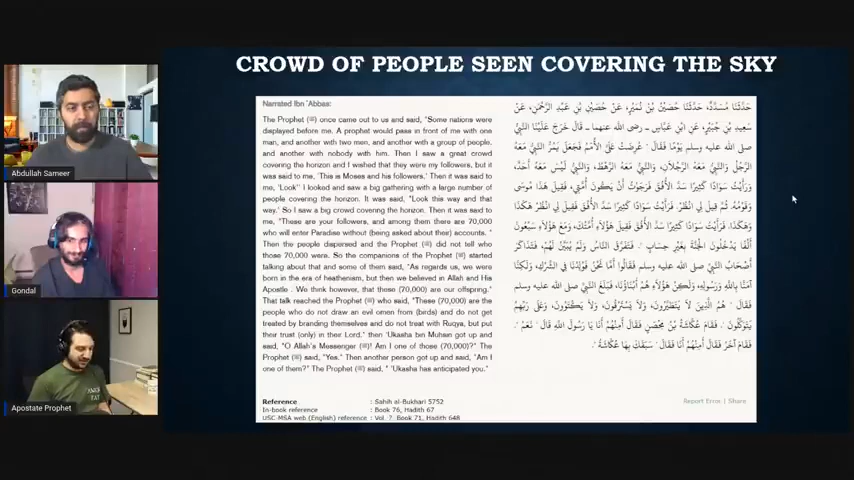 CROWD OF PEOPLE SEEN COVERING THE SKY
Narrated Ibn `Abbas:
The Prophet (ﷺ) once came out to us and said, "Some nations were
displayed before me. A prophet would pass in front of me with one
man, and another with two men, and another with a group of people,
and another with nobody with him. Then I saw a great crowd
covering the horizon and I wished that they were my followers, but it
was said to me, 'This is Moses and his followers.' Then it was said to
me, 'Look'' I looked and saw a big gathering with a large number of
people covering the horizon. It was said, "Look this way and that
way.' So I saw a big crowd covering the horizon. Then it was said to
me, "These are your followers, and among them there are 70,000
who will enter Paradise without (being asked about their) accounts. "
Then the people dispersed and the Prophet (ﷺ) did not tell who
those 70,000 were. So the companions of the Prophet (ﷺ) started
talking about that and some of them said, "As regards us, we were
born in the era of heathenism, but then we believed in Allah and His
Apostle . We think however, that these (70,000) are our offspring."
That talk reached the Prophet (ﷺ) who said, "These (70,000) are the
people who do not draw an evil omen from (birds) and do not get
treated by branding themselves and do not treat with Ruqya, but put
their trust (only) in their Lord." then 'Ukasha bin Muhsan got up and
said, "O Allah's Messenger (ﷺ)! Am I one of those (70,000)?" The
Prophet (ﷺ) said, "Yes." Then another person got up and said, "Am I
one of them?" The Prophet (ﷺ) said, " 'Ukasha has anticipated you."
حَدَّثَنَا مُسَدَّدٌ، حَدَّثَنَا حُصَيْنُ بْنُ نُمَيْرٍ، عَنْ حُصَيْنِ بْنِ عَبْدِ الرَّحْمَنِ، عَنْ
سَعِيدِ بْنِ جُبَيْرٍ، عَنِ ابْنِ عَبَّاسٍ ـ رضى الله عنهما ـ قَالَ خَرَجَ عَلَيْنَا النَّبِيُّ
صلى الله عليه وسلم يَوْمًا فَقَالَ ‏"‏ عُرِضَتْ عَلَىَّ الأُمَمُ فَجَعَلَ يَمُرُّ النَّبِيُّ مَعَهُ
الرَّجُلُ وَالنَّبِيُّ مَعَهُ الرَّجُلاَنِ، وَالنَّبِيُّ مَعَهُ الرَّهْطُ، وَالنَّبِيُّ لَيْسَ مَعَهُ أَحَدٌ،
وَرَأَيْتُ سَوَادًا كَثِيرًا سَدَّ الأُفُقَ فَرَجَوْتُ أَنْ يَكُونَ أُمَّتِي، فَقِيلَ هَذَا مُوسَى
وَقَوْمُهُ‏.‏ ثُمَّ قِيلَ لِي انْظُرْ‏.‏ فَرَأَيْتُ سَوَادًا كَثِيرًا سَدَّ الأُفُقَ فَقِيلَ لِي انْظُرْ هَكَذَا
وَهَكَذَا‏.‏ فَرَأَيْتُ سَوَادًا كَثِيرًا سَدَّ الأُفُقَ فَقِيلَ هَؤُلاَءِ أُمَّتُكَ، وَمَعَ هَؤُلاَءِ سَبْعُونَ
أَلْفًا يَدْخُلُونَ الْجَنَّةَ بِغَيْرِ حِسَابٍ ‏"‏‏.‏ فَتَفَرَّقَ النَّاسُ وَلَمْ يُبَيَّنْ لَهُمْ، فَتَذَاكَرَ
أَصْحَابُ النَّبِيِّ صلى الله عليه وسلم فَقَالُوا أَمَّا نَحْنُ فَوُلِدْنَا فِي الشِّرْكِ، وَلَكِنَّا
آمَنَّا بِاللَّهِ وَرَسُولِهِ، وَلَكِنْ هَؤُلاَءِ هُمْ أَبْنَاؤُنَا، فَبَلَغَ النَّبِيَّ صلى الله عليه وسلم
فَقَالَ ‏"‏ هُمُ الَّذِينَ لاَ يَتَطَيَّرُونَ، وَلاَ يَسْتَرْقُونَ، وَلاَ يَكْتَوُونَ، وَعَلَى رَبِّهِمْ
يَتَوَكَّلُونَ ‏"‏‏.‏ فَقَامَ عُكَّاشَةُ بْنُ مِحْصَنٍ فَقَالَ أَمِنْهُمْ أَنَا يَا رَسُولَ اللَّهِ قَالَ ‏"‏ نَعَمْ ‏"‏‏.‏
فَقَامَ آخَرُ فَقَالَ أَمِنْهُمْ أَنَا فَقَالَ ‏"‏ سَبَقَكَ بِهَا عُكَّاشَةُ ‏"‏‏.‏
Reference : Sahih al-Bukhari 5752
In-book reference : Book 76, Hadith 67
USC-MSA web (English) reference : Vol. 7, Book 71, Hadith 648
Report Error | Share
Abdullah Sameer
Gondal
Apostate Prophet